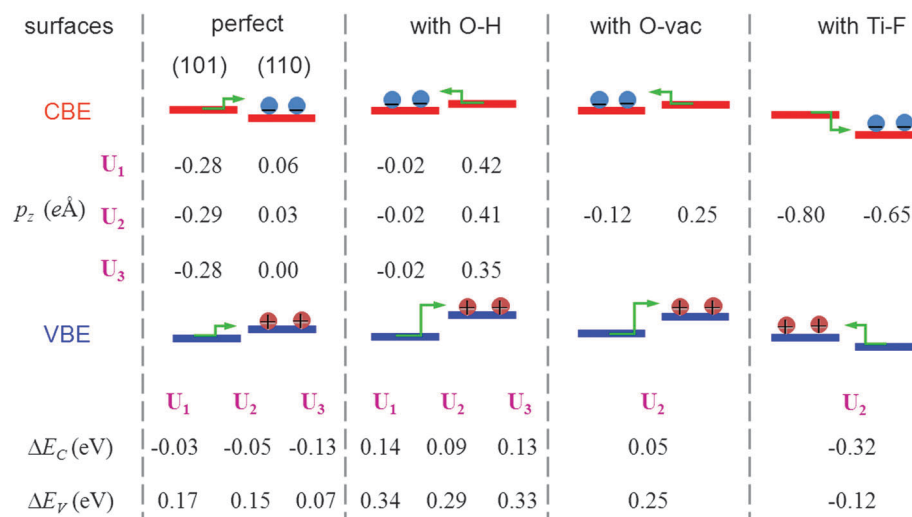 surfaces perfect with O-H with O-vac with Ti-F
(101) (110)
CBE
U1 -0.28 0.06 -0.02 0.42
pz (eÅ) U2 -0.29 0.03 -0.02 0.41 -0.12 0.25 -0.80 -0.65
U3 -0.28 0.00 -0.02 0.35
VBE
U1 U2 U3 U1 U2 U3 U2 U2
ΔEC (eV) -0.03 -0.05 -0.13 0.14 0.09 0.13 0.05 -0.32
ΔEV (eV) 0.17 0.15 0.07 0.34 0.29 0.33 0.25 -0.12